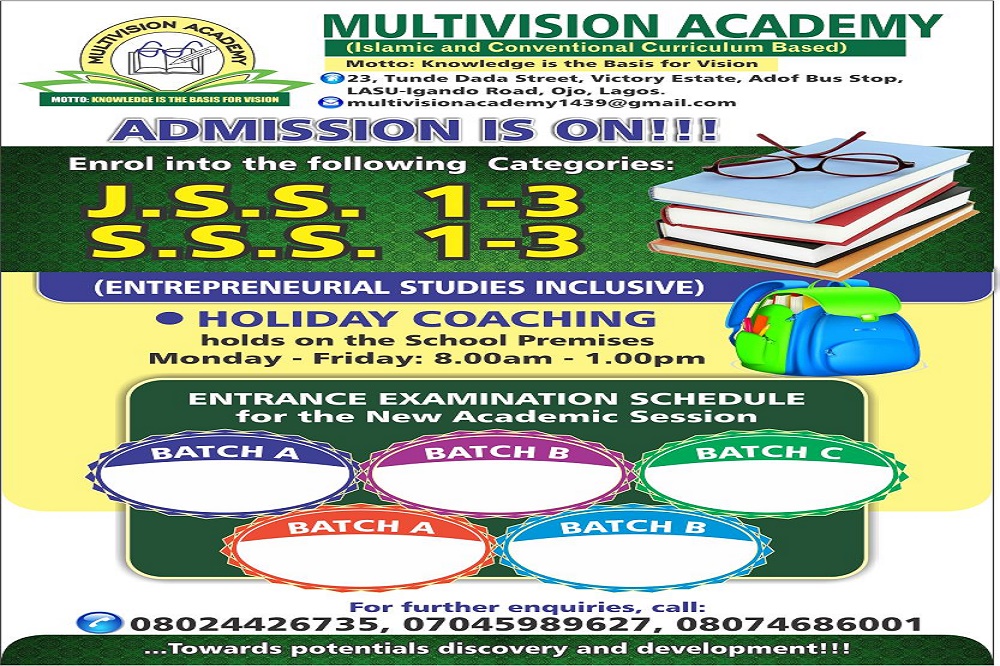 MULTIVISION ACADEMY
MOTTO: KNOWLEDGE IS THE BASIS FOR VISION
MULTIVISION ACADEMY
(Islamic and Conventional Curriculum Based)
Motto: Knowledge is the Basis for Vision
23, Tunde Dada Street, Victory Estate, Adof Bus Stop,
LASU-Igando Road, Ojo, Lagos.
multivisionacademy1439@gmail.com
ADMISSION IS ON!!!
Enrol into the following Categories:
J.S.S. 1-3
S.S.S. 1-3
(ENTREPRENEURIAL STUDIES INCLUSIVE)
• HOLIDAY COACHING
holds on the School Premises
Monday - Friday: 8.00am - 1.00pm
ENTRANCE EXAMINATION SCHEDULE
for the New Academic Session
BATCH A
BATCH B
BATCH C
BATCH A
BATCH B
For further enquiries, call:
08024426735, 07045989627, 08074686001
...Towards potentials discovery and development!!!